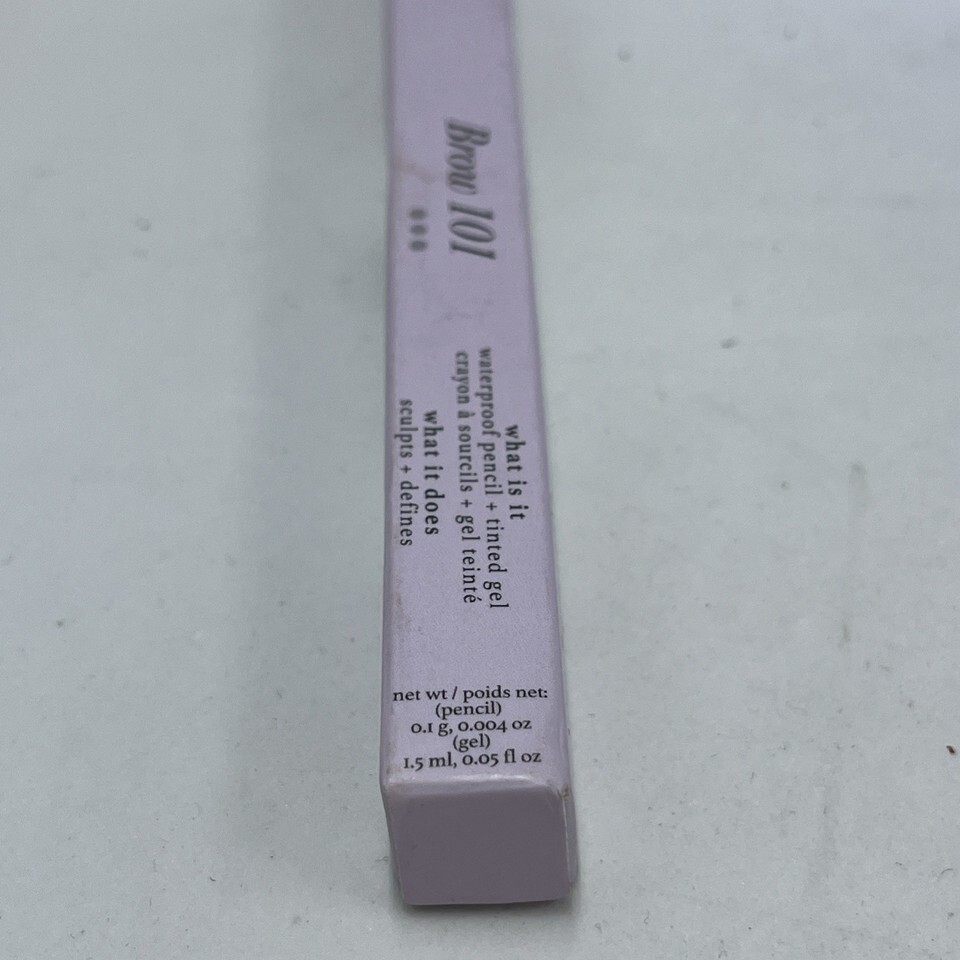 Brow 101
what is it
waterproof pencil + tinted gel
crayon à sourcils + gel teinté
what it does
sculpts + defines
net wt / poids net:
(pencil)
0.1 g, 0.004 oz
(gel)
1.5 ml, 0.05 fl oz